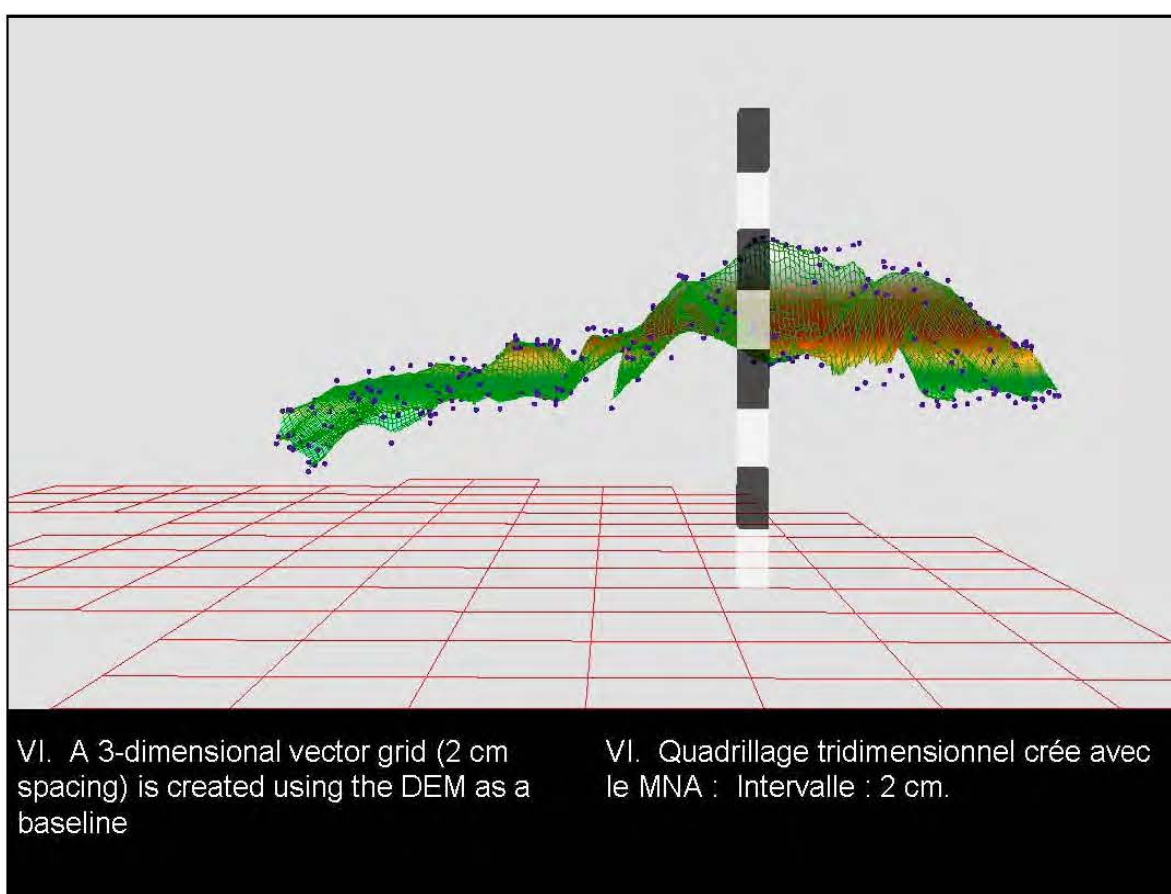 VI. A 3-dimensional vector grid (2 cm
spacing) is created using the DEM as a
baseline
VI. Quadrillage tridimensionnel crée avec
le MNA : Intervalle : 2 cm.